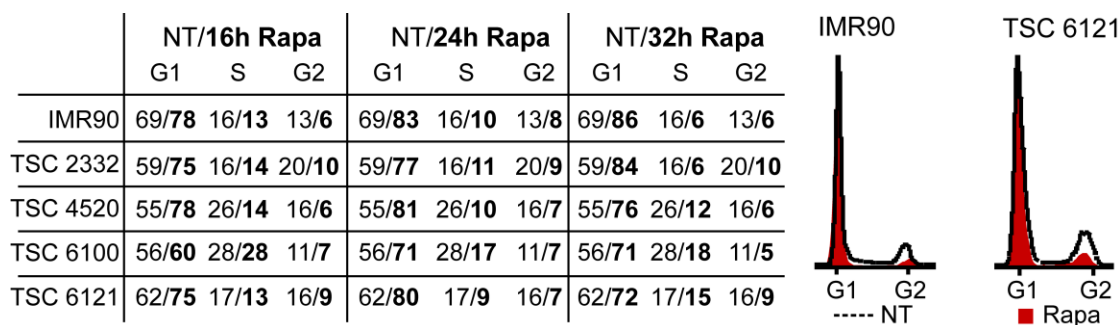 NT/16h Rapa NT/24h Rapa NT/32h Rapa
G1 S G2 G1 S G2 G1 S G2
IMR90 69/78 16/13 13/6 69/83 16/10 13/8 69/86 16/6 13/6
TSC 2332 59/75 16/14 20/10 59/77 16/11 20/9 59/84 16/6 20/10
TSC 4520 55/78 26/14 16/6 55/81 26/10 16/7 55/76 26/12 16/6
TSC 6100 56/60 28/28 11/7 56/71 28/17 11/7 56/71 28/18 11/5
TSC 6121 62/75 17/13 16/9 62/80 17/9 16/7 62/72 17/15 16/9
IMR90 TSC 6121
G1 G2 G1 G2
NT Rapa